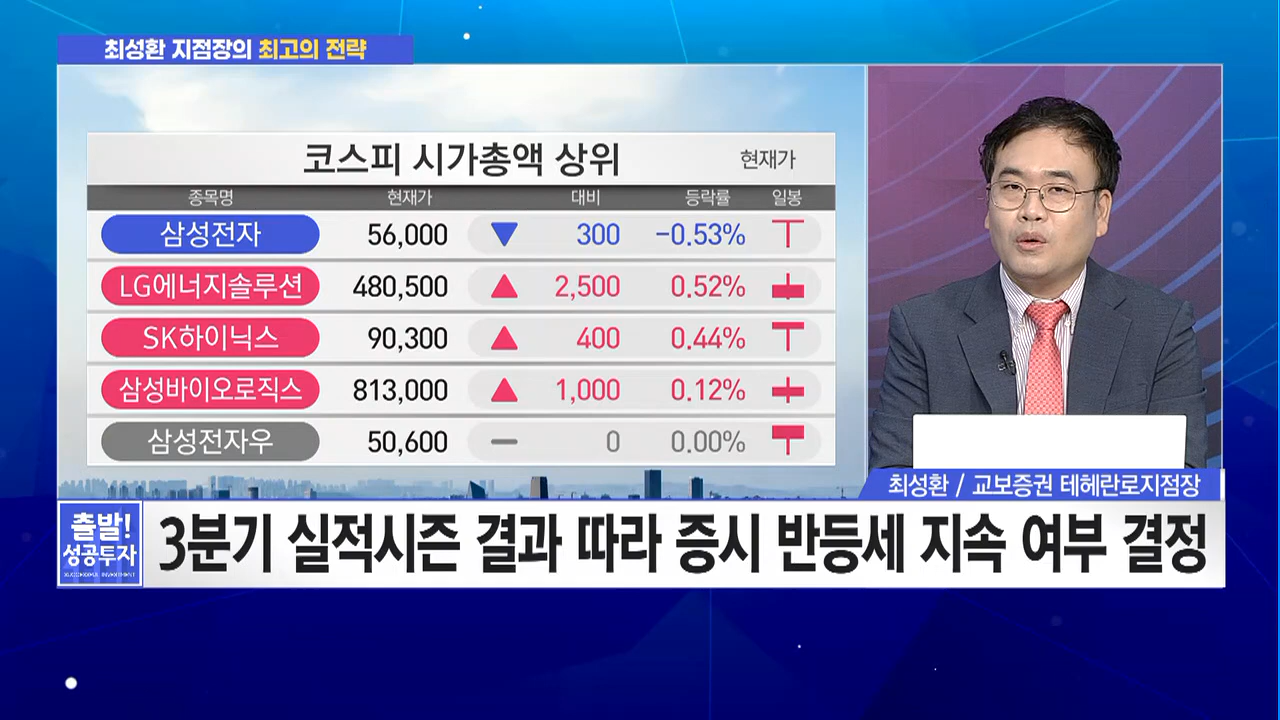 최성환 지점장의 최고의 전략
코스피 시가총액 상위 현재가
종목명 현재가 대비 등락률 일봉
삼성전자 56,000 ▼ 300 -0.53%
LG에너지솔루션 480,500 ▲ 2,500 0.52%
SK하이닉스 90,300 ▲ 400 0.44%
삼성바이오로직스 813,000 ▲ 1,000 0.12%
삼성전자우 50,600 － 0 0.00%
최성환 / 교보증권 테헤란로지점장
출발!
성공투자
3분기 실적시즌 결과 따라 증시 반등세 지속 여부 결정